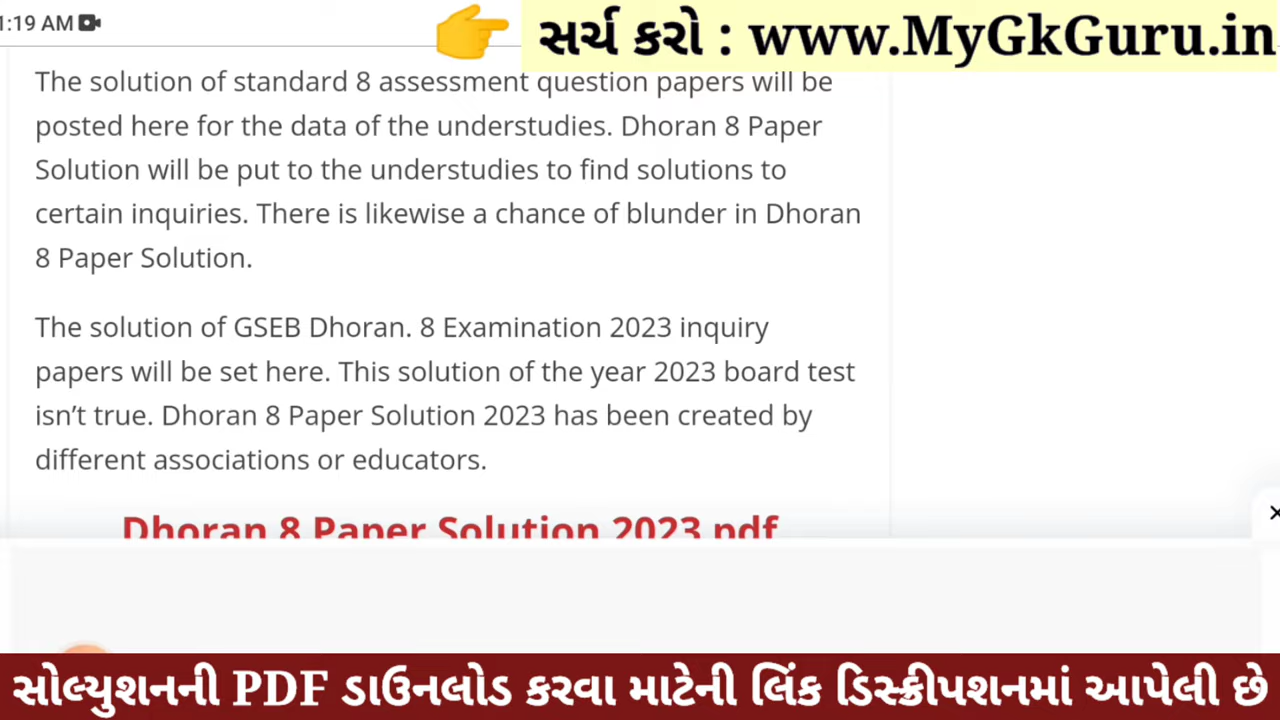 1:19 AM
👉 સર્ચ કરો : www.MyGkGuru.in
The solution of standard 8 assessment question papers will be
posted here for the data of the understudies. Dhoran 8 Paper
Solution will be put to the understudies to find solutions to
certain inquiries. There is likewise a chance of blunder in Dhoran
8 Paper Solution.
The solution of GSEB Dhoran. 8 Examination 2023 inquiry
papers will be set here. This solution of the year 2023 board test
isn’t true. Dhoran 8 Paper Solution 2023 has been created by
different associations or educators.
Dhoran 8 Paper Solution 2023 pdf
સોલ્યુશનની PDF ડાઉનલોડ કરવા માટેની લિંક ડિસ્ક્રીપશનમાં આપેલી છે